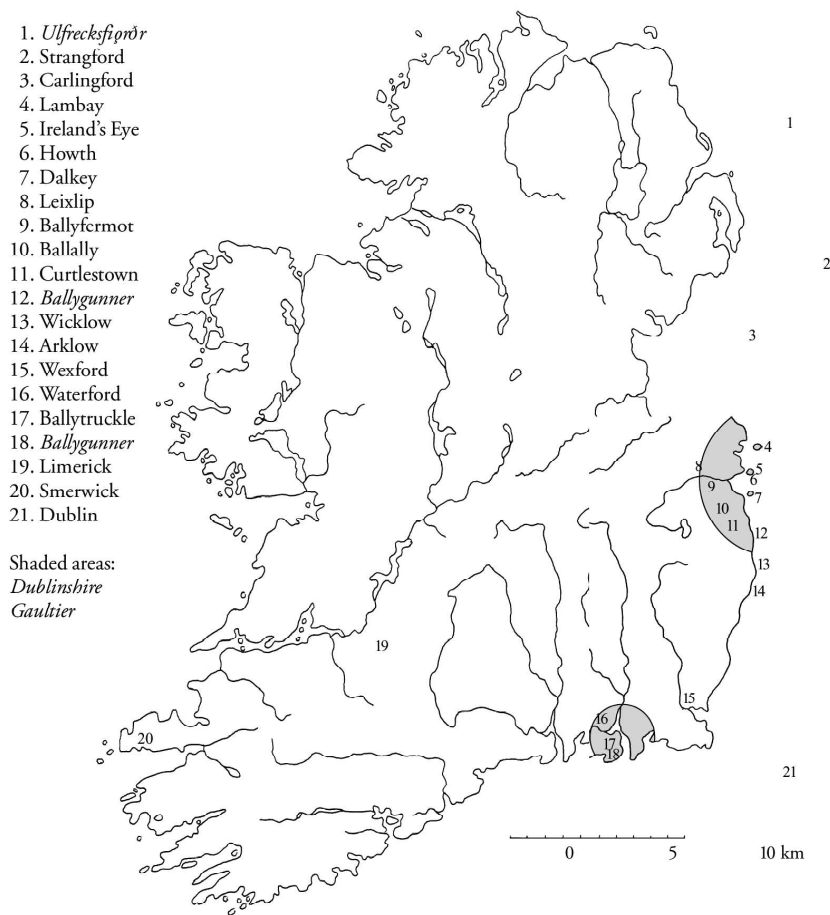 1. Ulfrecksfiǫrðr
2. Strangford
3. Carlingford
4. Lambay
5. Ireland's Eye
6. Howth
7. Dalkey
8. Leixlip
9. Ballyfermot
10. Ballally
11. Curtlestown
12. Ballygunner
13. Wicklow
14. Arklow
15. Wexford
16. Waterford
17. Ballytruckle
18. Ballygunner
19. Limerick
20. Smerwick
21. Dublin
Shaded areas:
Dublinshire
Gaultier
1
2
3
4
8
5
6
9
7
10
11
12
13
14
19
15
16
20
17
18
21
0 5 10 km